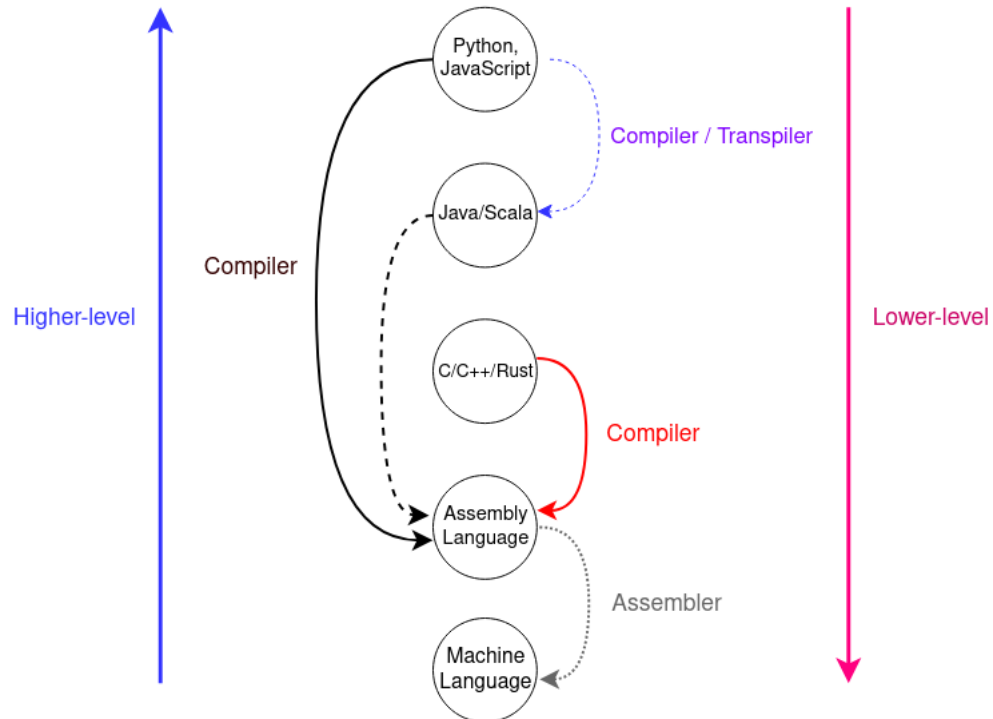 Python,
JavaScript
Compiler / Transpiler
Java/Scala
Compiler
Higher-level
Lower-level
C/C++/Rust
Compiler
Assembly
Language
Assembler
Machine
Language